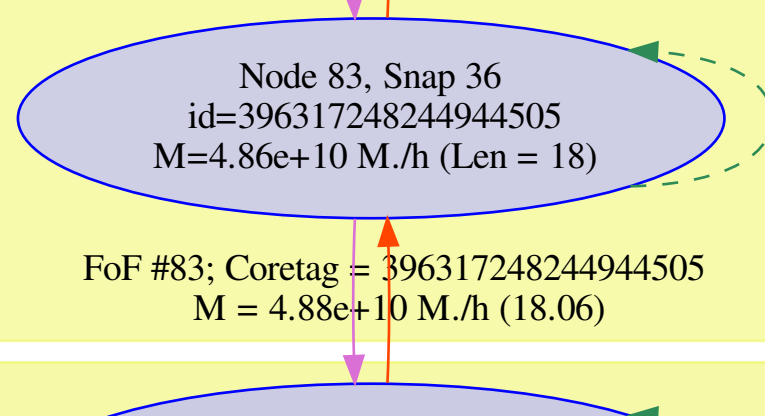 Node 83, Snap 36
id=396317248244944505
M=4.86e+10 M./h (Len = 18)
FoF #83; Coretag = 396317248244944505
M = 4.88e+10 M./h (18.06)